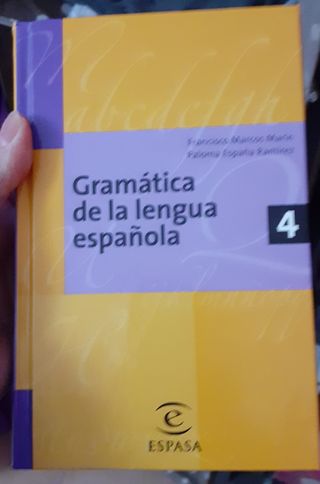 Francisco Marcos Marín
Paloma España Ramírez
Gramática
de la lengua
española
4
e
ESPASA